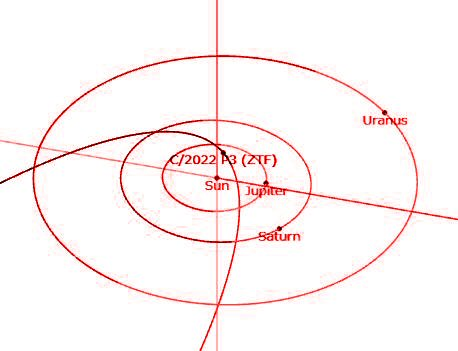 Uranus
C/2022 E3 (ZTF)
Sun
Jupiter
Saturn